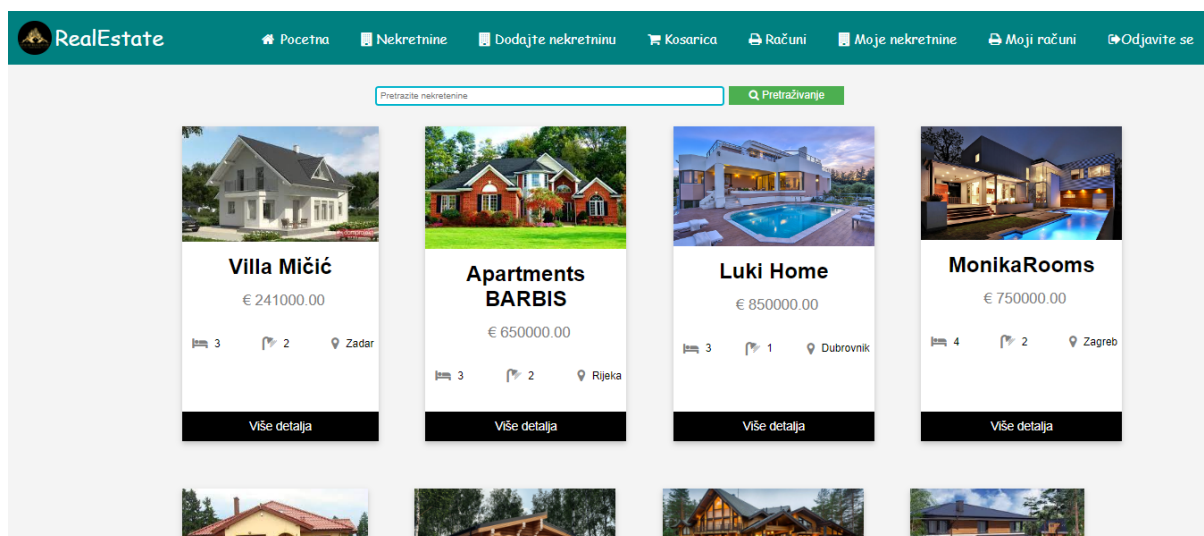 RealEstate
Pocetna
Nekretnine
Dodajte nekretninu
Kosarica
Računi
Moje nekretnine
Moji računi
Odjavite se
Pretrazite nekretenine
Pretraživanje
Villa Mičić
€ 241000.00
3 2 Zadar
Više detalja
Apartments
BARBIS
€ 650000.00
3 2 Rijeka
Više detalja
Luki Home
€ 850000.00
3 1 Dubrovnik
Više detalja
MonikaRooms
€ 750000.00
4 2 Zagreb
Više detalja